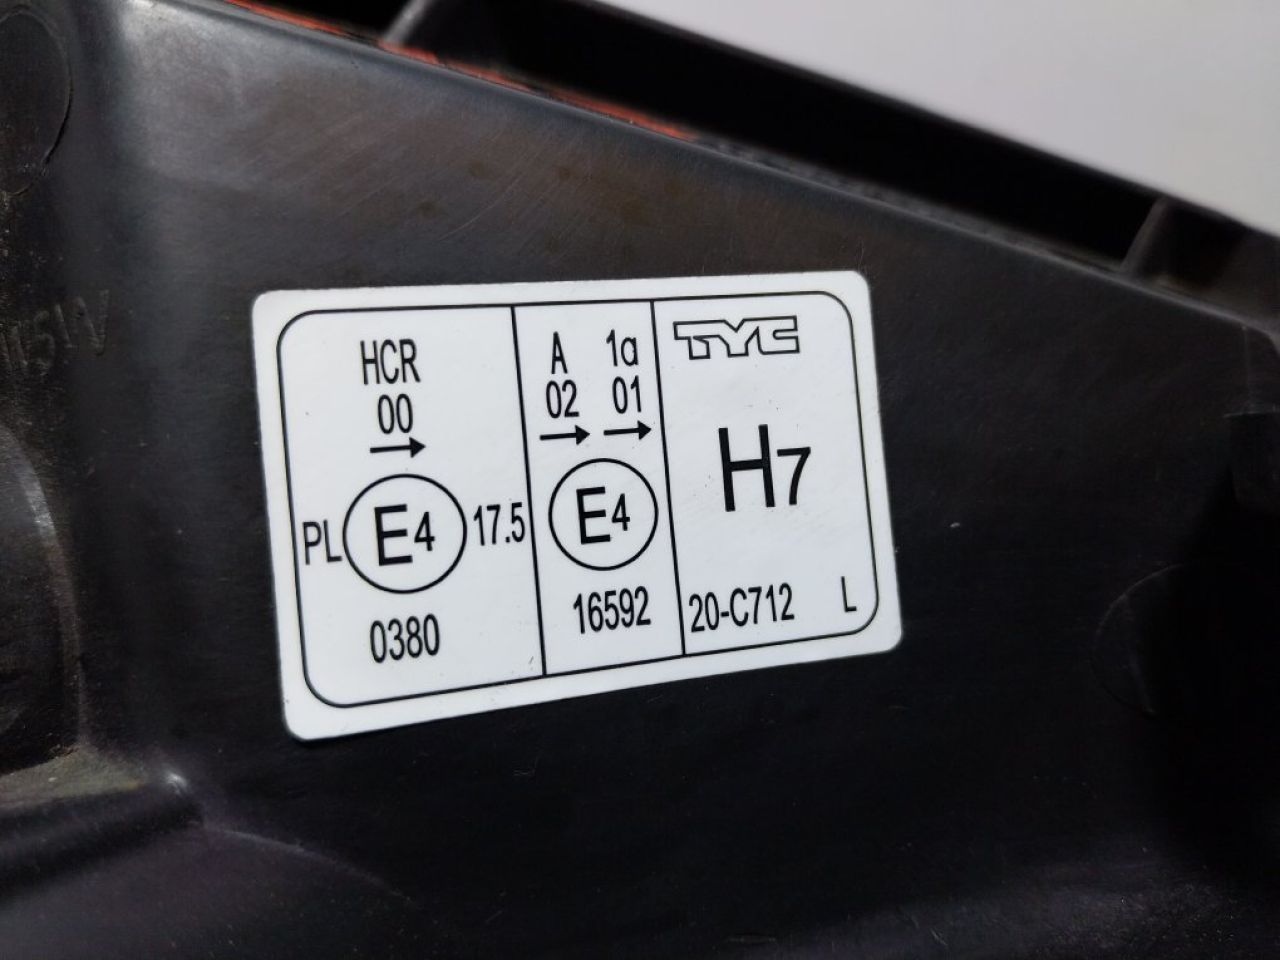 HCR
00
→
PL E4 17.5
0380
A 1a
02 01
→ →
E4
16592
TYC
H7
20-C712 L